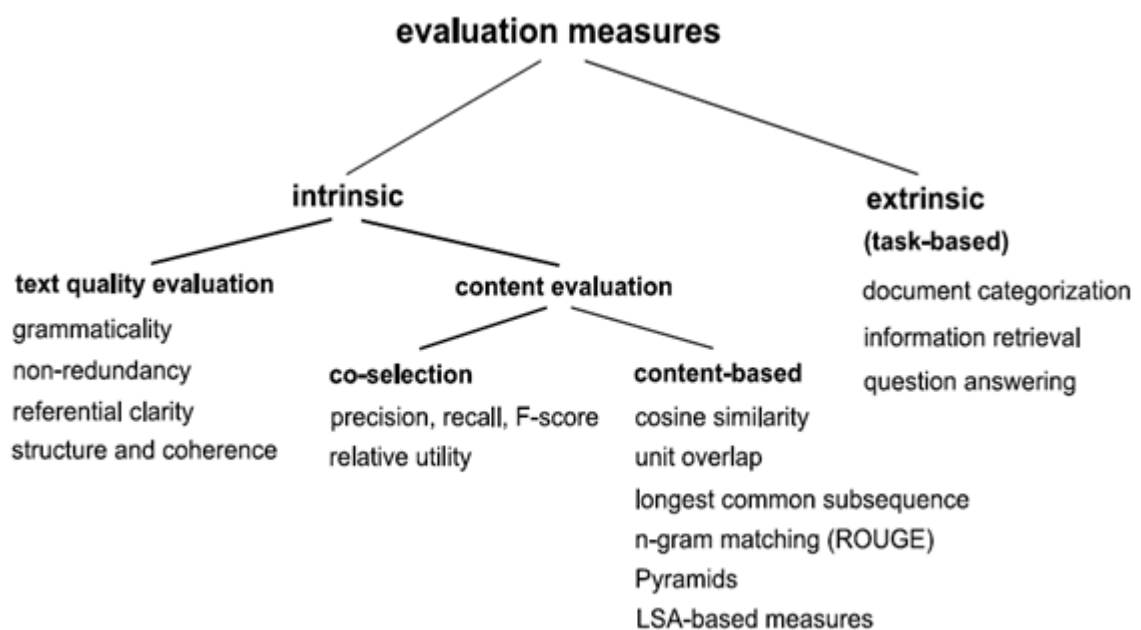 evaluation measures
intrinsic
extrinsic
(task-based)
document categorization
information retrieval
question answering
text quality evaluation
grammaticality
non-redundancy
referential clarity
structure and coherence
content evaluation
co-selection
precision, recall, F-score
relative utility
content-based
cosine similarity
unit overlap
longest common subsequence
n-gram matching (ROUGE)
Pyramids
LSA-based measures